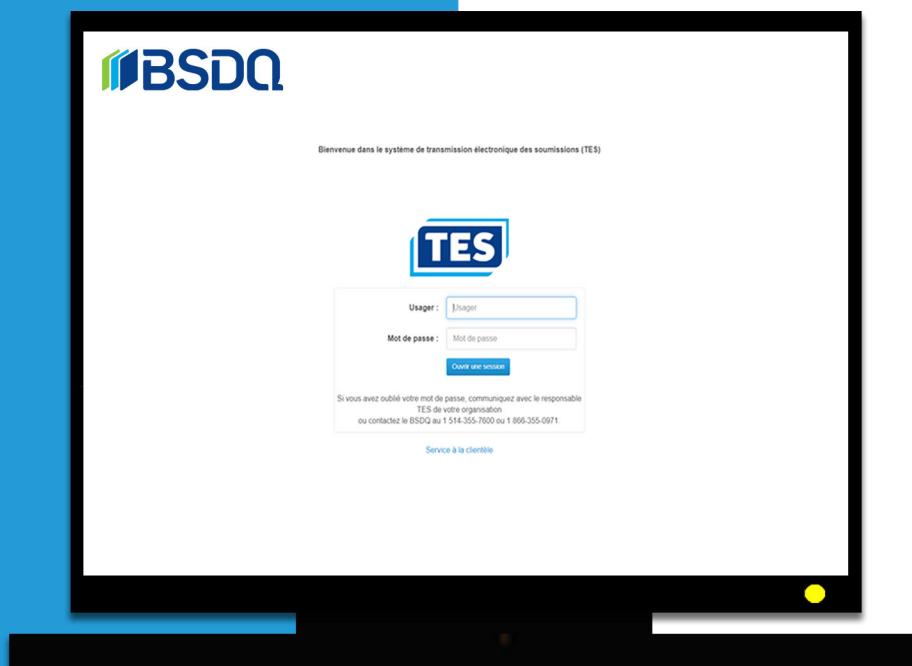 BSDQ
Bienvenue dans le système de transmission électronique des soumissions (TES)
TES
Usager :
Usager
Mot de passe :
Mot de passe
Ouvrir une session
Si vous avez oublié votre mot de passe, communiquez avec le responsable
TES de votre organisation
ou contactez le BSDQ au 1 514-355-7600 ou 1 866-355-0971.
Service à la clientèle